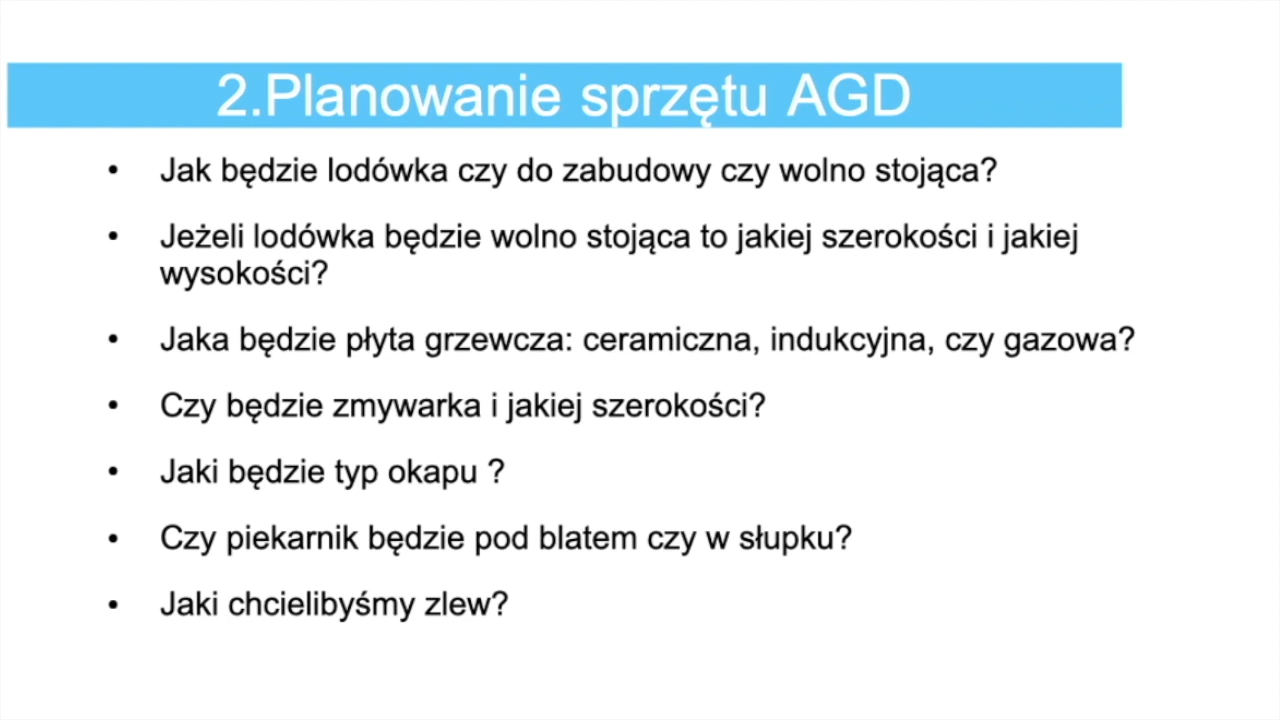 2.Planowanie sprzętu AGD
• Jak będzie lodówka czy do zabudowy czy wolno stojąca?
• Jeżeli lodówka będzie wolno stojąca to jakiej szerokości i jakiej
wysokości?
• Jaka będzie płyta grzewcza: ceramiczna, indukcyjna, czy gazowa?
• Czy będzie zmywarka i jakiej szerokości?
• Jaki będzie typ okapu ?
• Czy piekarnik będzie pod blatem czy w słupku?
• Jaki chcielibyśmy zlew?